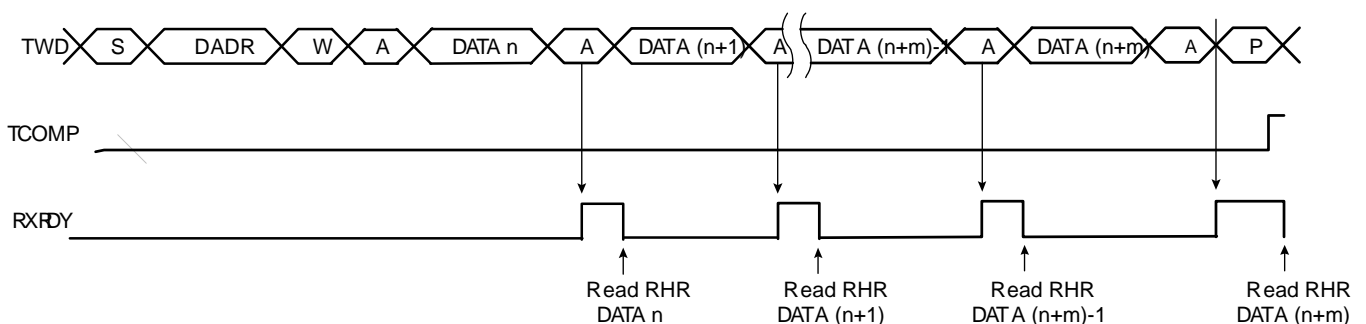 TWD S DADR W A DATA n A DATA (n+1) A DATA (n+m)-1 A DATA (n+m) A P
TCOMP
RXRDY
Read RHR Read RHR Read RHR Read RHR
DATA n DATA (n+1) DATA (n+m)-1 DATA (n+m)